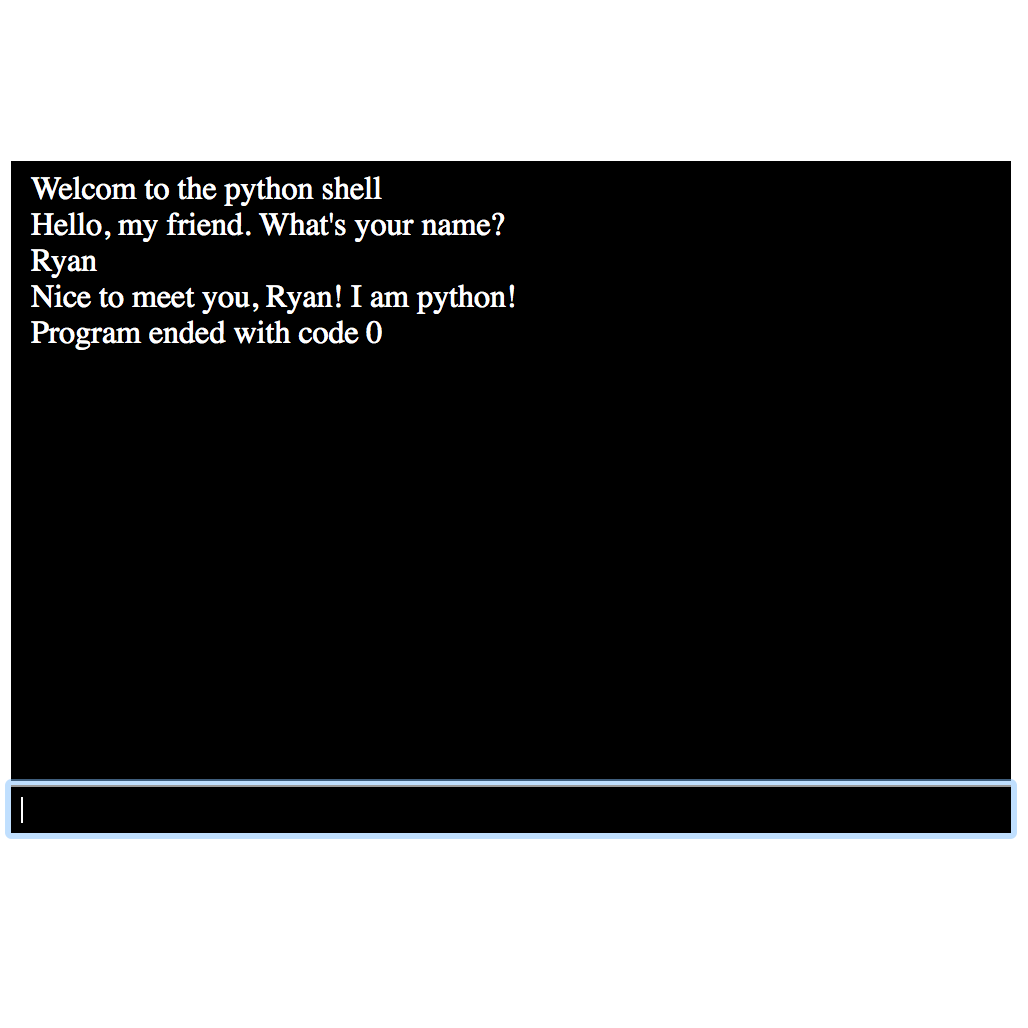 Welcom to the python shell
Hello, my friend. What's your name?
Ryan
Nice to meet you, Ryan! I am python!
Program ended with code 0